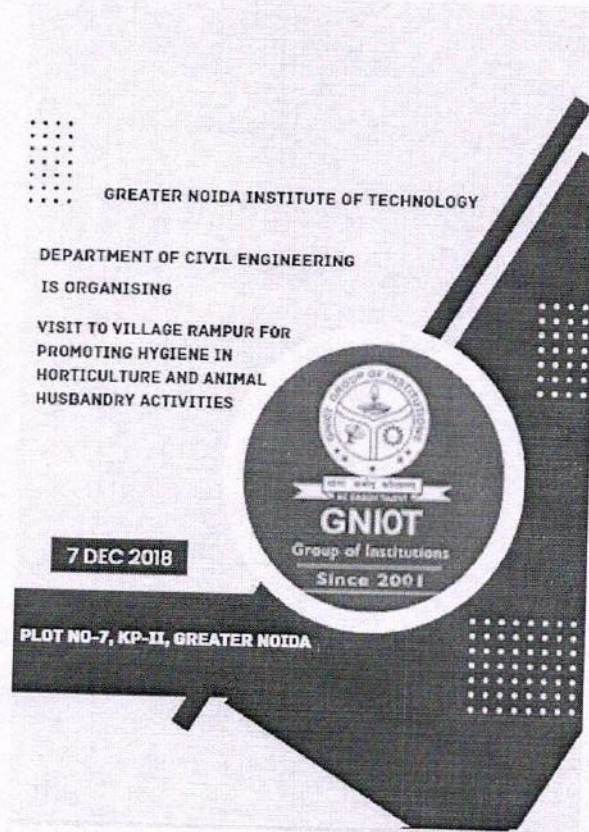 GREATER NOIDA INSTITUTE OF TECHNOLOGY
DEPARTMENT OF CIVIL ENGINEERING
IS ORGANISING
VISIT TO VILLAGE RAMPUR FOR
PROMOTING HYGIENE IN
HORTICULTURE AND ANIMAL
HUSBANDRY ACTIVITIES
GNIOT GROUP OF INSTITUTIONS
GNIOT
Group of Institutions
Since 2001
7 DEC 2018
PLOT NO-7, KP-II, GREATER NOIDA